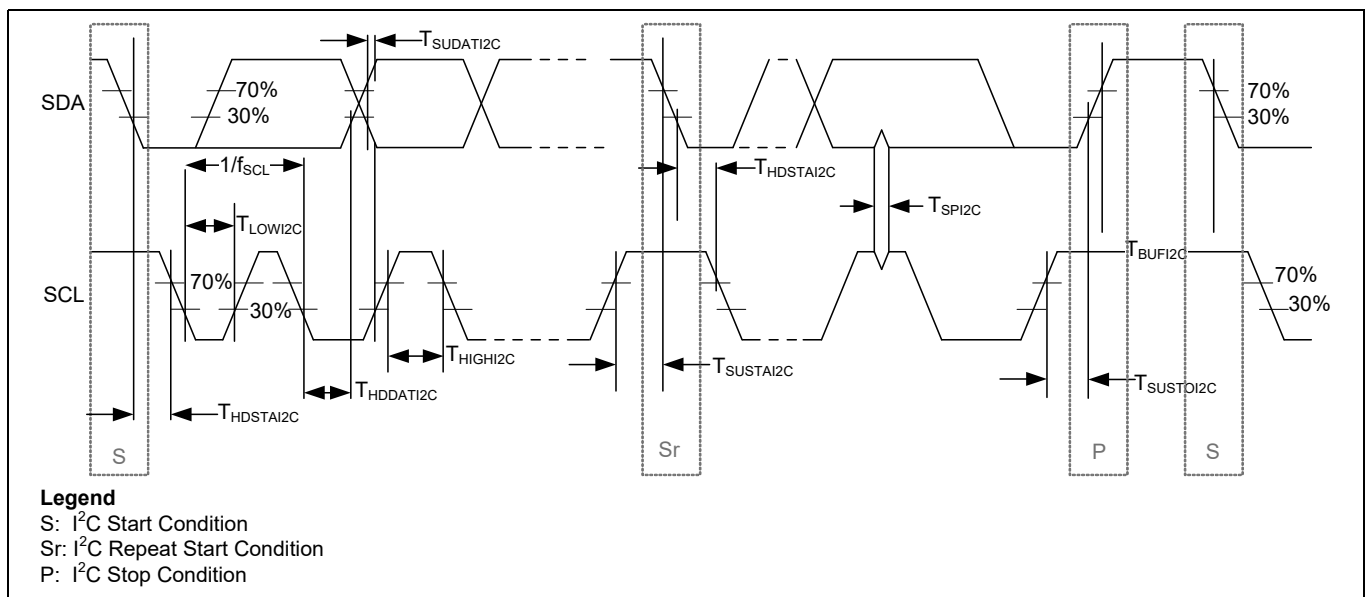 T_SUDATI2C
SDA
70%
30%
70%
30%
1/f_SCL
T_HDSTAI2C
T_LOWI2C
T_SPI2C
T_BUFI2C
SCL
70%
30%
70%
30%
T_HIGHI2C
T_SUSTAI2C
T_HDDATI2C
T_SUSTOI2C
T_HDSTAI2C
S
Sr
P
S
Legend
S: I²C Start Condition
Sr: I²C Repeat Start Condition
P: I²C Stop Condition